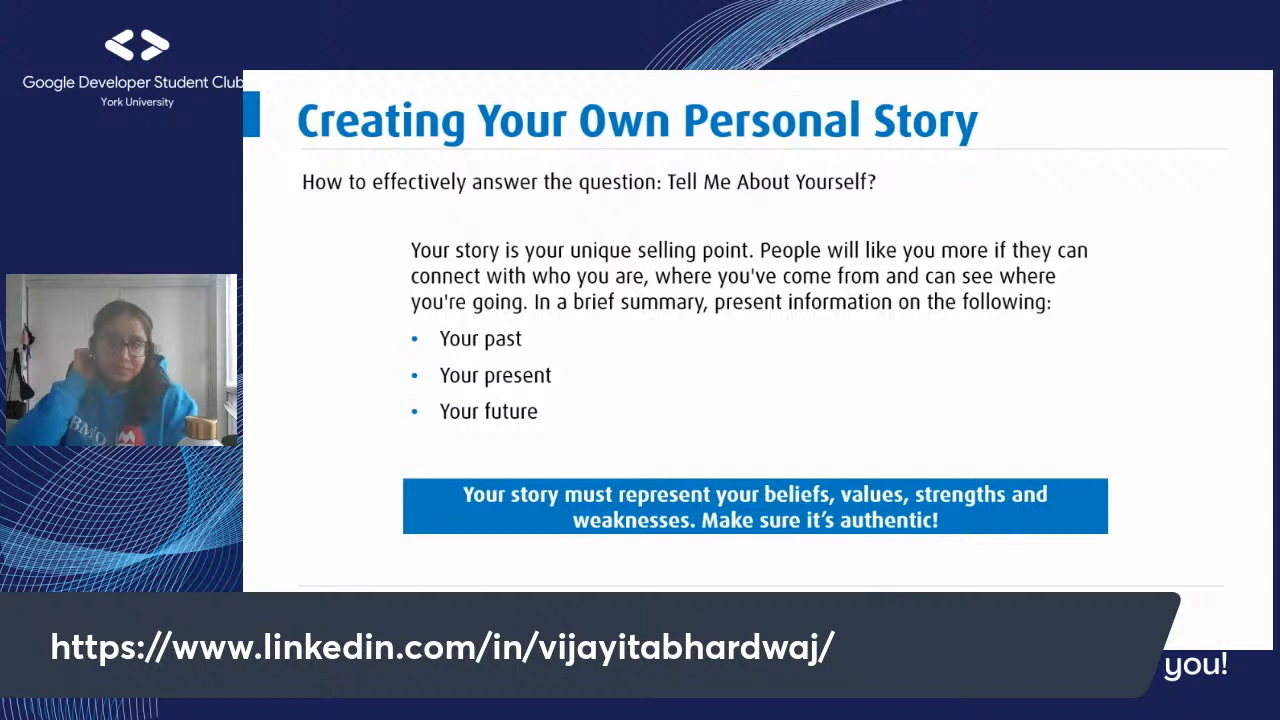 Google Developer Student Club
York University
Creating Your Own Personal Story
How to effectively answer the question: Tell Me About Yourself?
Your story is your unique selling point. People will like you more if they can
connect with who you are, where you've come from and can see where
you're going. In a brief summary, present information on the following:
• Your past
• Your present
• Your future
Your story must represent your beliefs, values, strengths and
weaknesses. Make sure it's authentic!
BMO
https://www.linkedin.com/in/vijayitabhardwaj/
you!